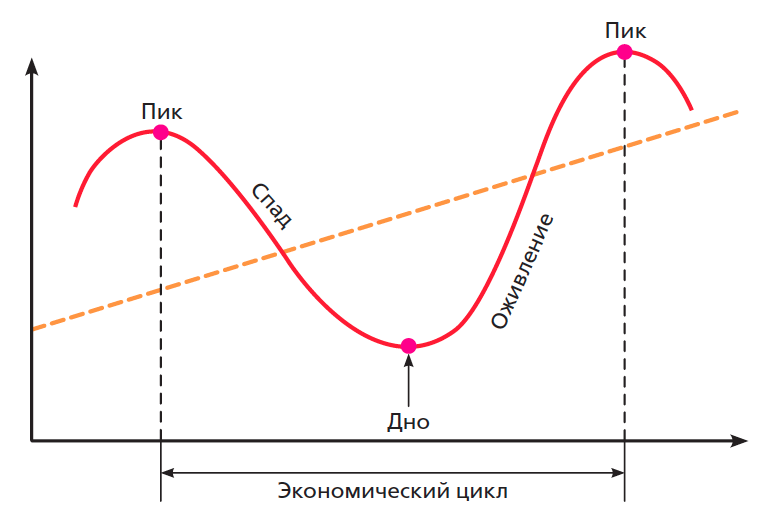 Пик
Пик
Спад
Оживление
Дно
Экономический цикл